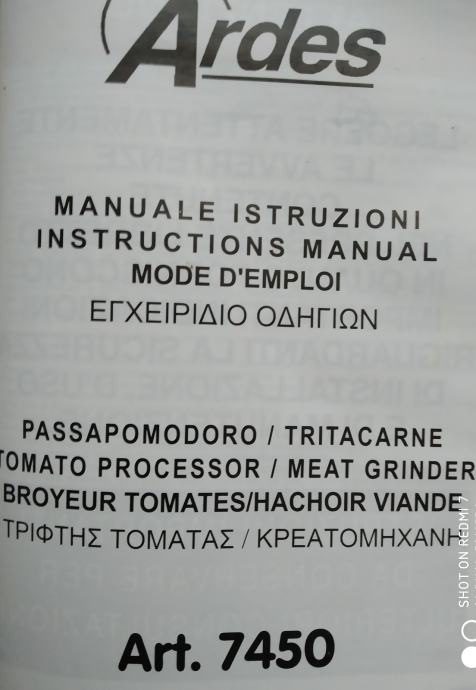 Ardes
MANUALE ISTRUZIONI
INSTRUCTIONS MANUAL
MODE D'EMPLOI
ΕΓΧΕΙΡΙΔΙΟ ΟΔΗΓΙΩΝ
PASSAPOMODORO / TRITACARNE
TOMATO PROCESSOR / MEAT GRINDER
BROYEUR TOMATES/HACHOIR VIANDE
ΤΡΙΦΤΗΣ ΤΟΜΑΤΑΣ / ΚΡΕΑΤΟΜΗΧΑΝΗ
Art. 7450
SHOT ON REDMI 7